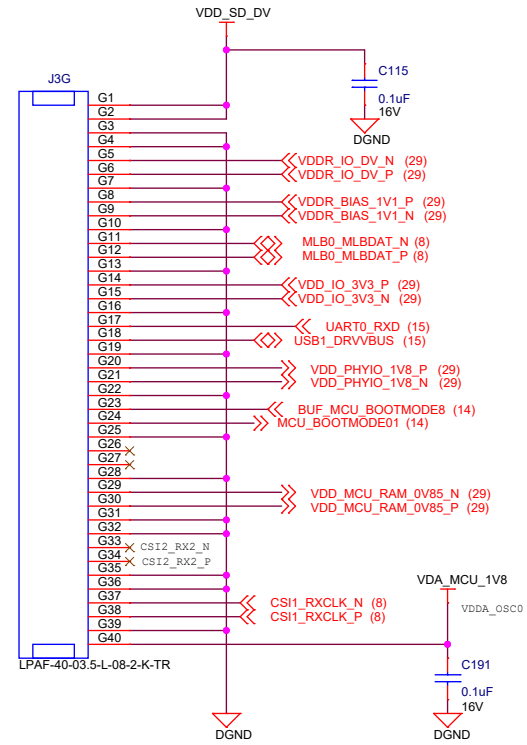 VDD_SD_DV
J3G
C115
0.1uF
16V
DGND
G1
G2
G3
G4
G5 VDDR_IO_DV_N (29)
G6 VDDR_IO_DV_P (29)
G7
G8 VDDR_BIAS_1V1_P (29)
G9 VDDR_BIAS_1V1_N (29)
G10
G11 MLB0_MLBDAT_N (8)
G12 MLB0_MLBDAT_P (8)
G13
G14 VDD_IO_3V3_P (29)
G15 VDD_IO_3V3_N (29)
G16
G17 UART0_RXD (15)
G18 USB1_DRVVBUS (15)
G19
G20 VDD_PHYIO_1V8_P (29)
G21 VDD_PHYIO_1V8_N (29)
G22
G23 BUF_MCU_BOOTMODE8 (14)
G24 MCU_BOOTMODE01 (14)
G25
G26
G27
G28
G29 VDD_MCU_RAM_0V85_N (29)
G30 VDD_MCU_RAM_0V85_P (29)
G31
G32
G33 CSI2_RX2_N
G34 CSI2_RX2_P
G35
G36
G37 CSI1_RXCLK_N (8)
G38 CSI1_RXCLK_P (8)
G39
G40
LPAF-40-03.5-L-08-2-K-TR
VDA_MCU_1V8
VDDA_OSC0
C191
0.1uF
16V
DGND
DGND